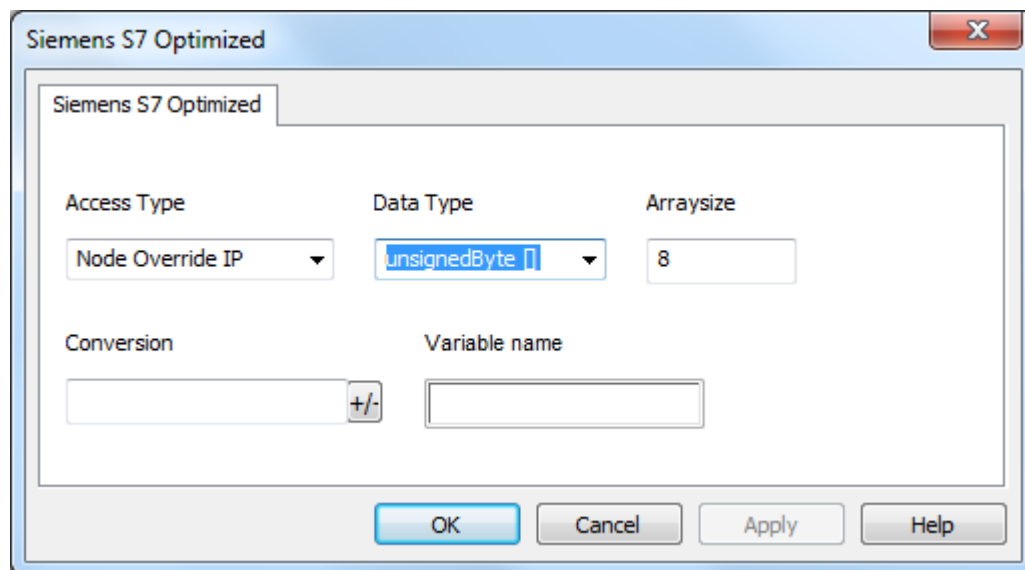 Siemens S7 Optimized
Siemens S7 Optimized
Access Type Data Type Arraysize
Node Override IP unsignedByte [] 8
Conversion Variable name
+/-
OK Cancel Apply Help